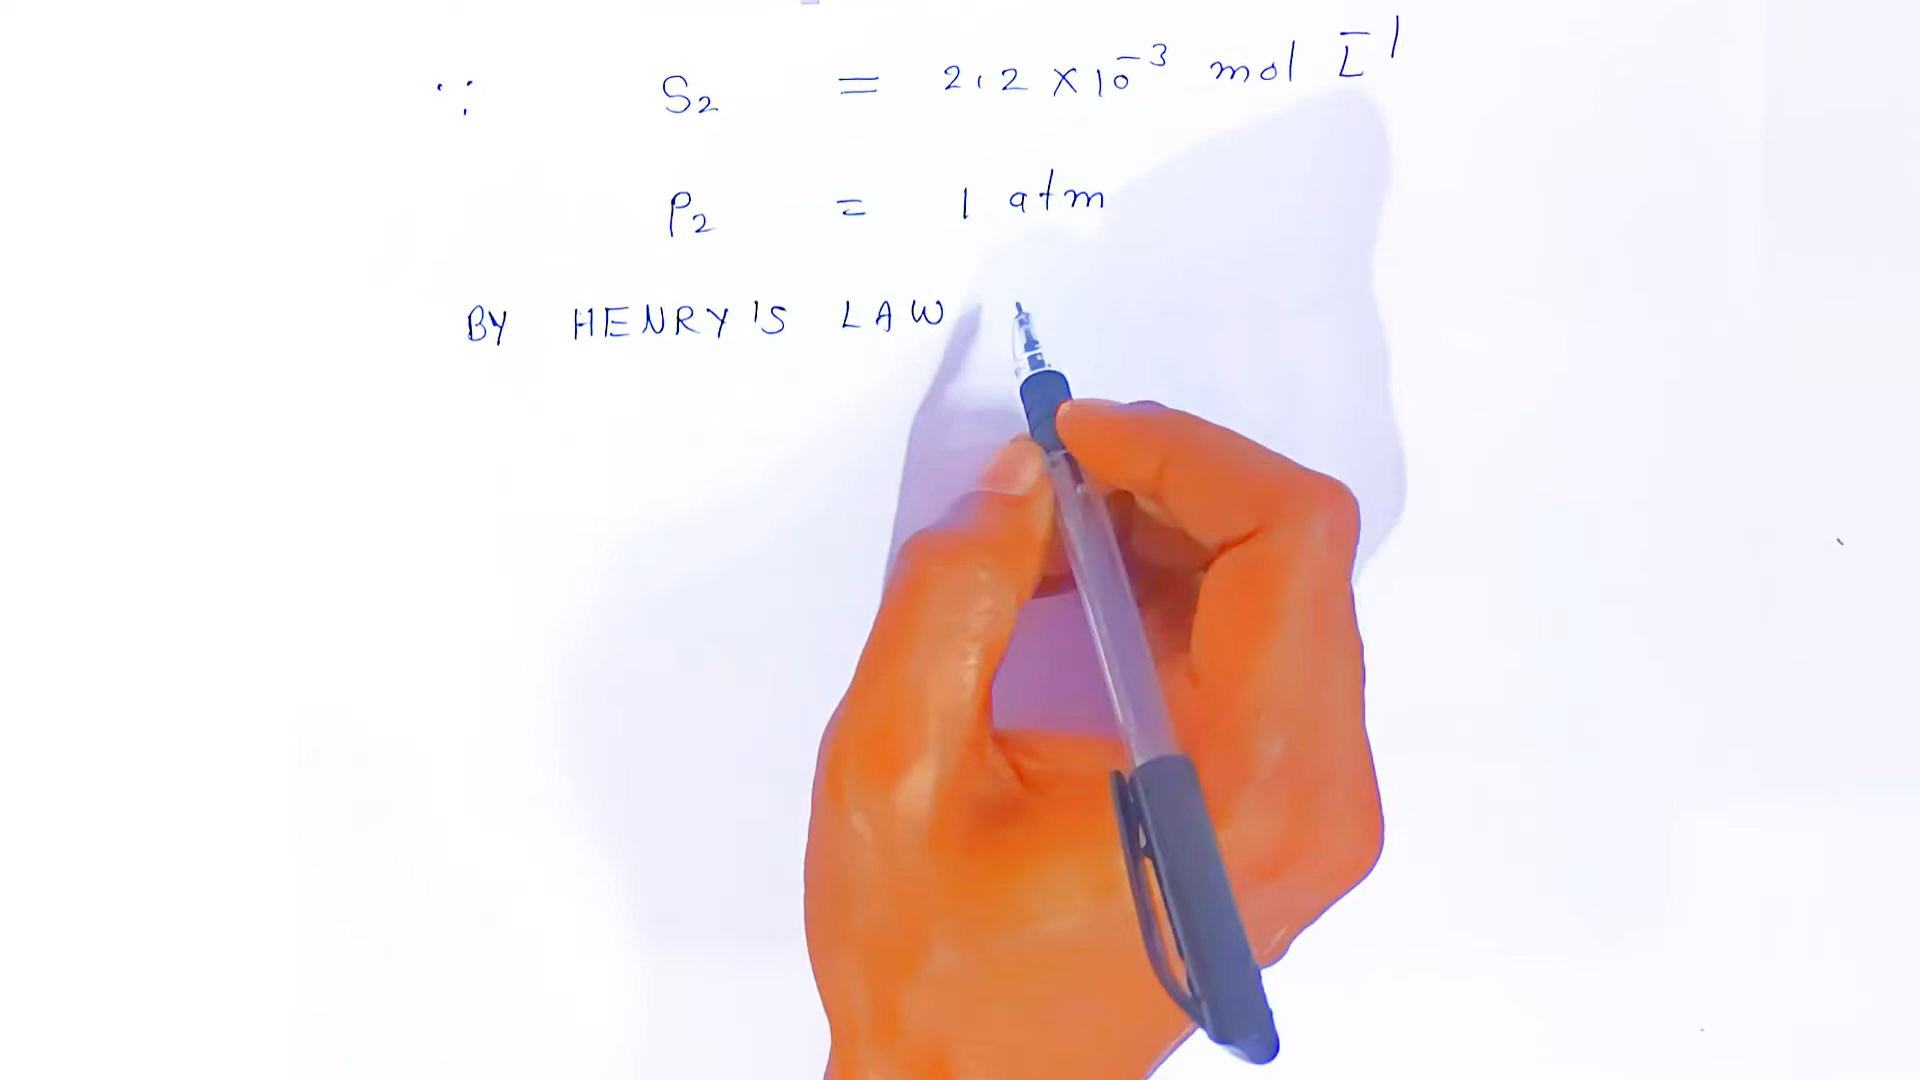 ∵ S₂ = 2.2 × 10⁻³ mol L⁻¹
P₂ = 1 atm
BY HENRY'S LAW